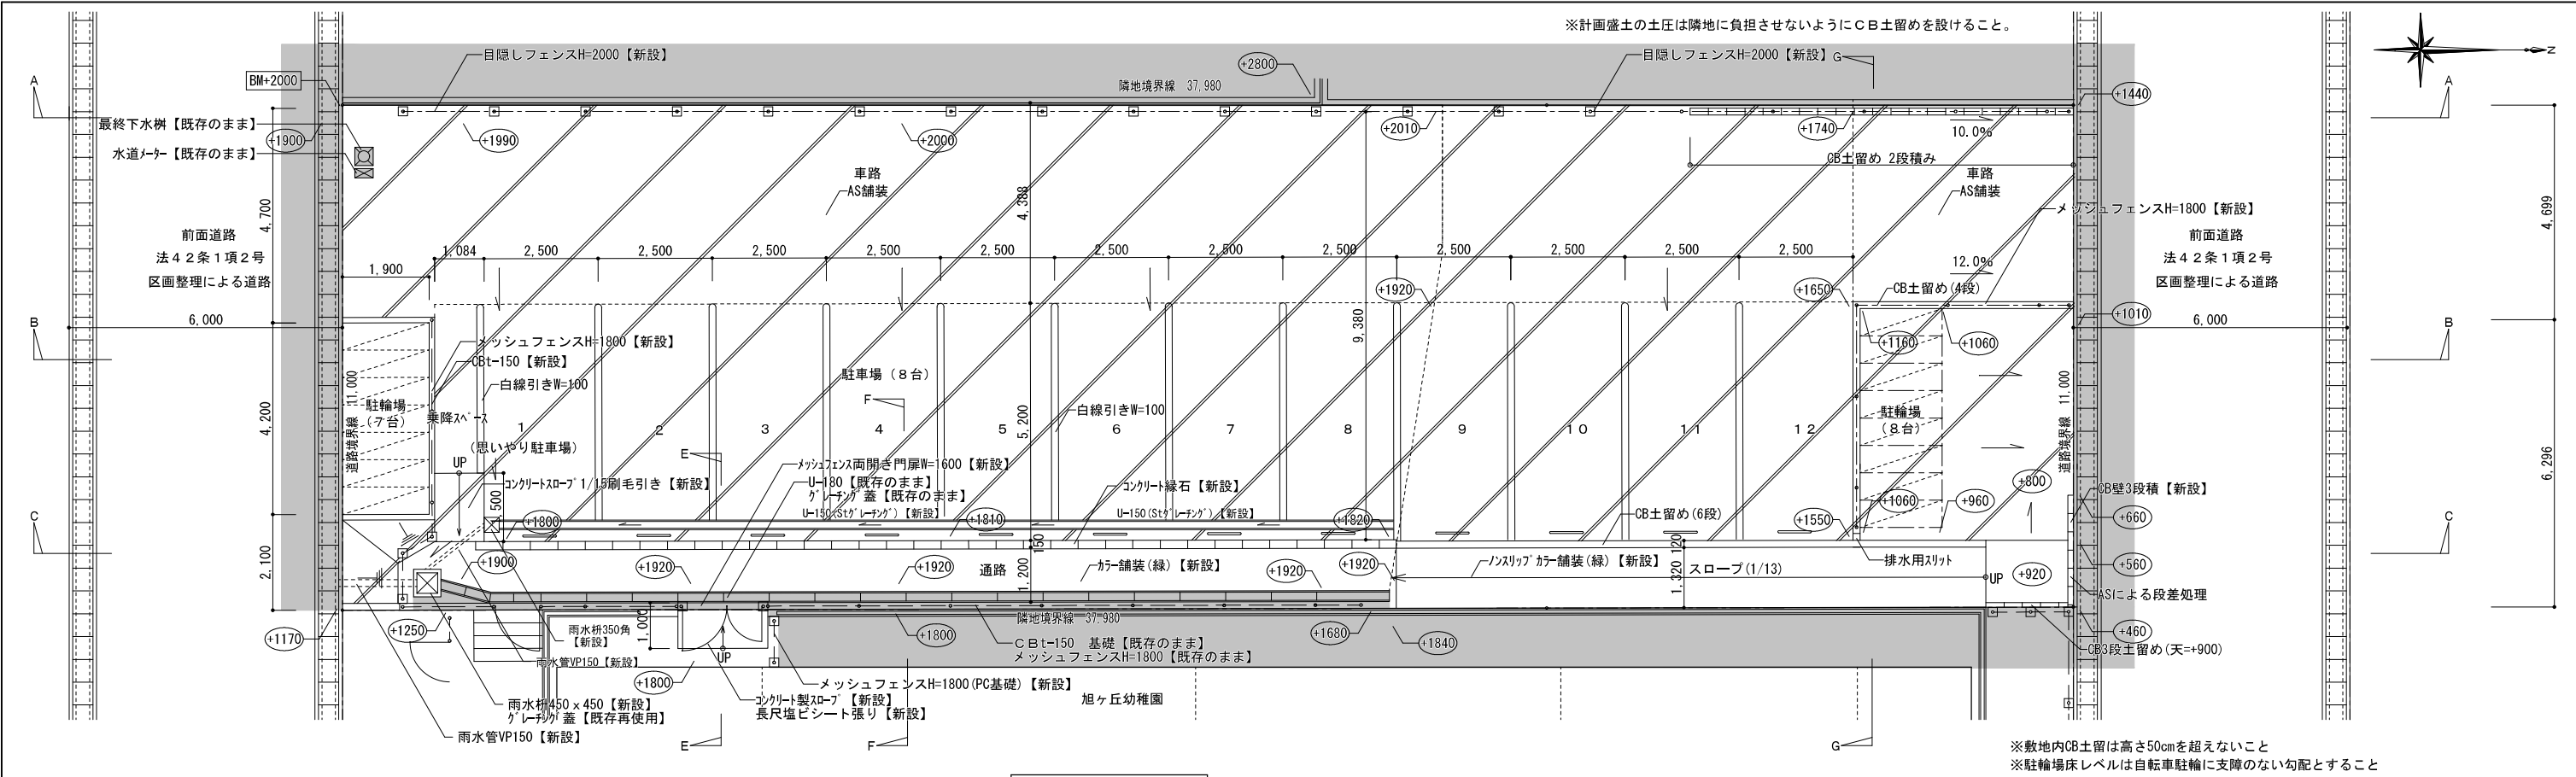 ※計画盛土の土圧は隣地に負担させないようにＣＢ土留めを設けること。
目隠しフェンスH=2000【新設】
目隠しフェンスH=2000【新設】
G
N
+2800
A
BM+2000
隣地境界線 37,980
A
+1440
最終下水桝【既存のまま】
+1900
+1990
+2000
+2010
+1740
10.0%
水道ﾒｰﾀｰ【既存のまま】
CB土留め 2段積み
車路
AS舗装
車路
AS舗装
4,700
4,388
4,699
メッシュフェンスH=1800【新設】
前面道路
法４２条１項２号
区画整理による道路
前面道路
法４２条１項２号
区画整理による道路
1,084
2,500
2,500
2,500
2,500
2,500
2,500
2,500
2,500
2,500
2,500
2,500
2,500
1,900
12.0%
+1920
+1650
CB土留め(4段)
6,000
+1010
6,000
B
B
9,380
+1160
+1060
メッシュフェンスH=1800【新設】
CBt-150【新設】
白線引きW=100
駐車場（８台）
F
白線引きW=100
道路境界線 11,000
駐輪場
（７台）
乗降ｽﾍﾟｰｽ
4,200
5,200
駐輪場
（８台）
道路境界線 11,000
6,296
1
2
3
4
5
6
7
8
9
10
11
12
（思いやり駐車場）
E
UP
メッシュフェンス両開き門扉W=1600【新設】
U-180【既存のまま】
ｸﾞﾚｰﾁﾝｸﾞ蓋【既存のまま】
ｺﾝｸﾘｰﾄｽﾛｰﾌﾟ1/15刷毛引き【新設】
ｺﾝｸﾘｰﾄ縁石【新設】
U-150(Stｸﾞﾚｰﾁﾝｸﾞ)【新設】
U-150(Stｸﾞﾚｰﾁﾝｸﾞ)【新設】
CB土留め(6段)
+800
+1060
+960
CB壁3段積【新設】
+660
C
C
+1800
+1810
+1820
+1550
150
2,100
+1900
+1920
+1920
通路
ｶﾗｰ舗装(緑)【新設】
+1920
+1920
1,200
ﾉﾝｽﾘｯﾌﾟｶﾗｰ舗装(緑)【新設】
スロープ(1/13)
1,320
120
排水用ｽﾘｯﾄ
+560
UP
+920
ASによる段差処理
+1170
+1250
雨水枡350角
【新設】
1,000
隣地境界線 37,980
+1800
+1680
+1840
+460
ＣＢt-150 基礎【既存のまま】
メッシュフェンスH=1800【既存のまま】
CB3段土留め(天=+900)
雨水管VP150【新設】
UP
+1800
メッシュフェンスH=1800(PC基礎)【新設】
ｺﾝｸﾘｰﾄ製ｽﾛｰﾌﾟ【新設】
長尺塩ビシート張り【新設】
旭ヶ丘幼稚園
雨水枡450×450【新設】
ｸﾞﾚｰﾁﾝｸﾞ蓋【既存再使用】
雨水管VP150【新設】
E
F
G
※敷地内CB土留は高さ50cmを超えないこと
※駐輪場床レベルは自転車駐輪に支障のない勾配とすること